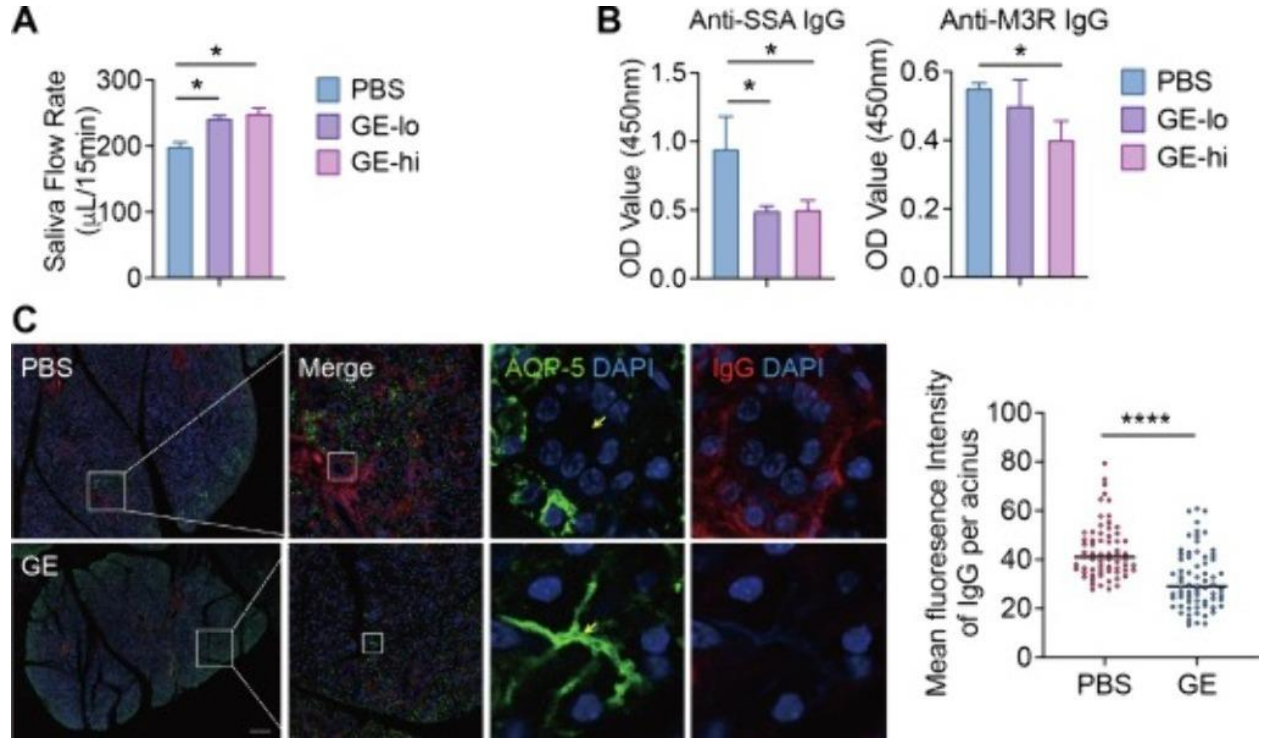 A
Saliva Flow Rate
(μL/15min)
300
200
100
0
*
*
PBS
GE-lo
GE-hi
B
Anti-SSA IgG
OD Value (450nm)
1.5
1.0
0.5
0.0
*
*
Anti-M3R IgG
OD Value (450nm)
0.6
0.4
0.2
0.0
*
PBS
GE-lo
GE-hi
C
PBS
Merge
AQP-5 DAPI
IgG DAPI
GE
Mean fluoresence Intensity
of IgG per acinus
100
80
60
40
20
0
****
PBS
GE